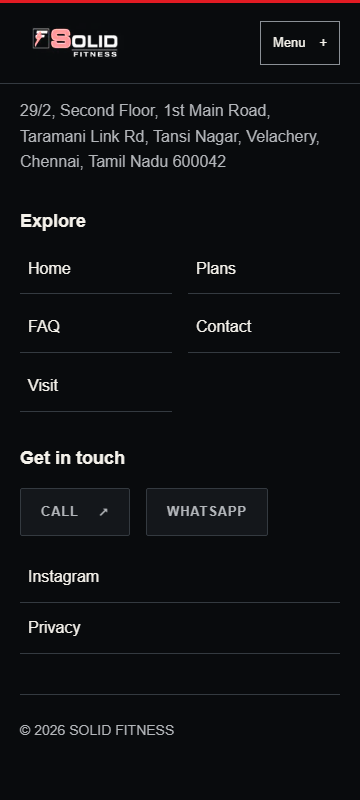 SOLID
FITNESS
Menu +
29/2, Second Floor, 1st Main Road,
Taramani Link Rd, Tansi Nagar, Velachery,
Chennai, Tamil Nadu 600042
Explore
Home
Plans
FAQ
Contact
Visit
Get in touch
CALL ↗
WHATSAPP
Instagram
Privacy
© 2026 SOLID FITNESS